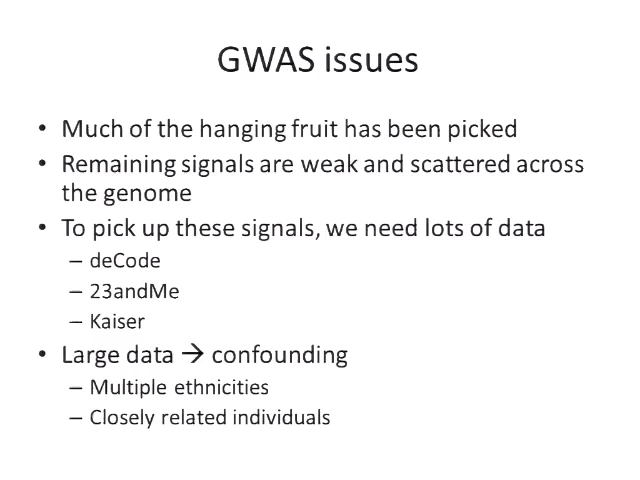 GWAS issues
• Much of the hanging fruit has been picked
• Remaining signals are weak and scattered across
the genome
• To pick up these signals, we need lots of data
– deCode
– 23andMe
– Kaiser
• Large data → confounding
– Multiple ethnicities
– Closely related individuals